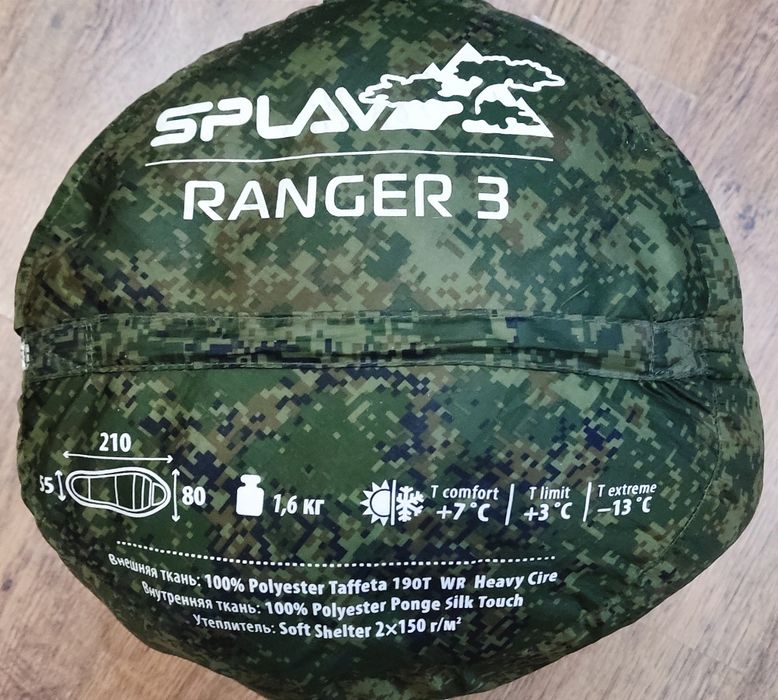 SPLAV
RANGER 3
210
55
80
1,6 кг
T comfort
+7 °C
T limit
+3 °C
T extreme
–13 °C
Внешняя ткань: 100% Polyester Taffeta 190T WR Heavy Cire
Внутренняя ткань: 100% Polyester Ponge Silk Touch
Утеплитель: Soft Shelter 2×150 г/м²